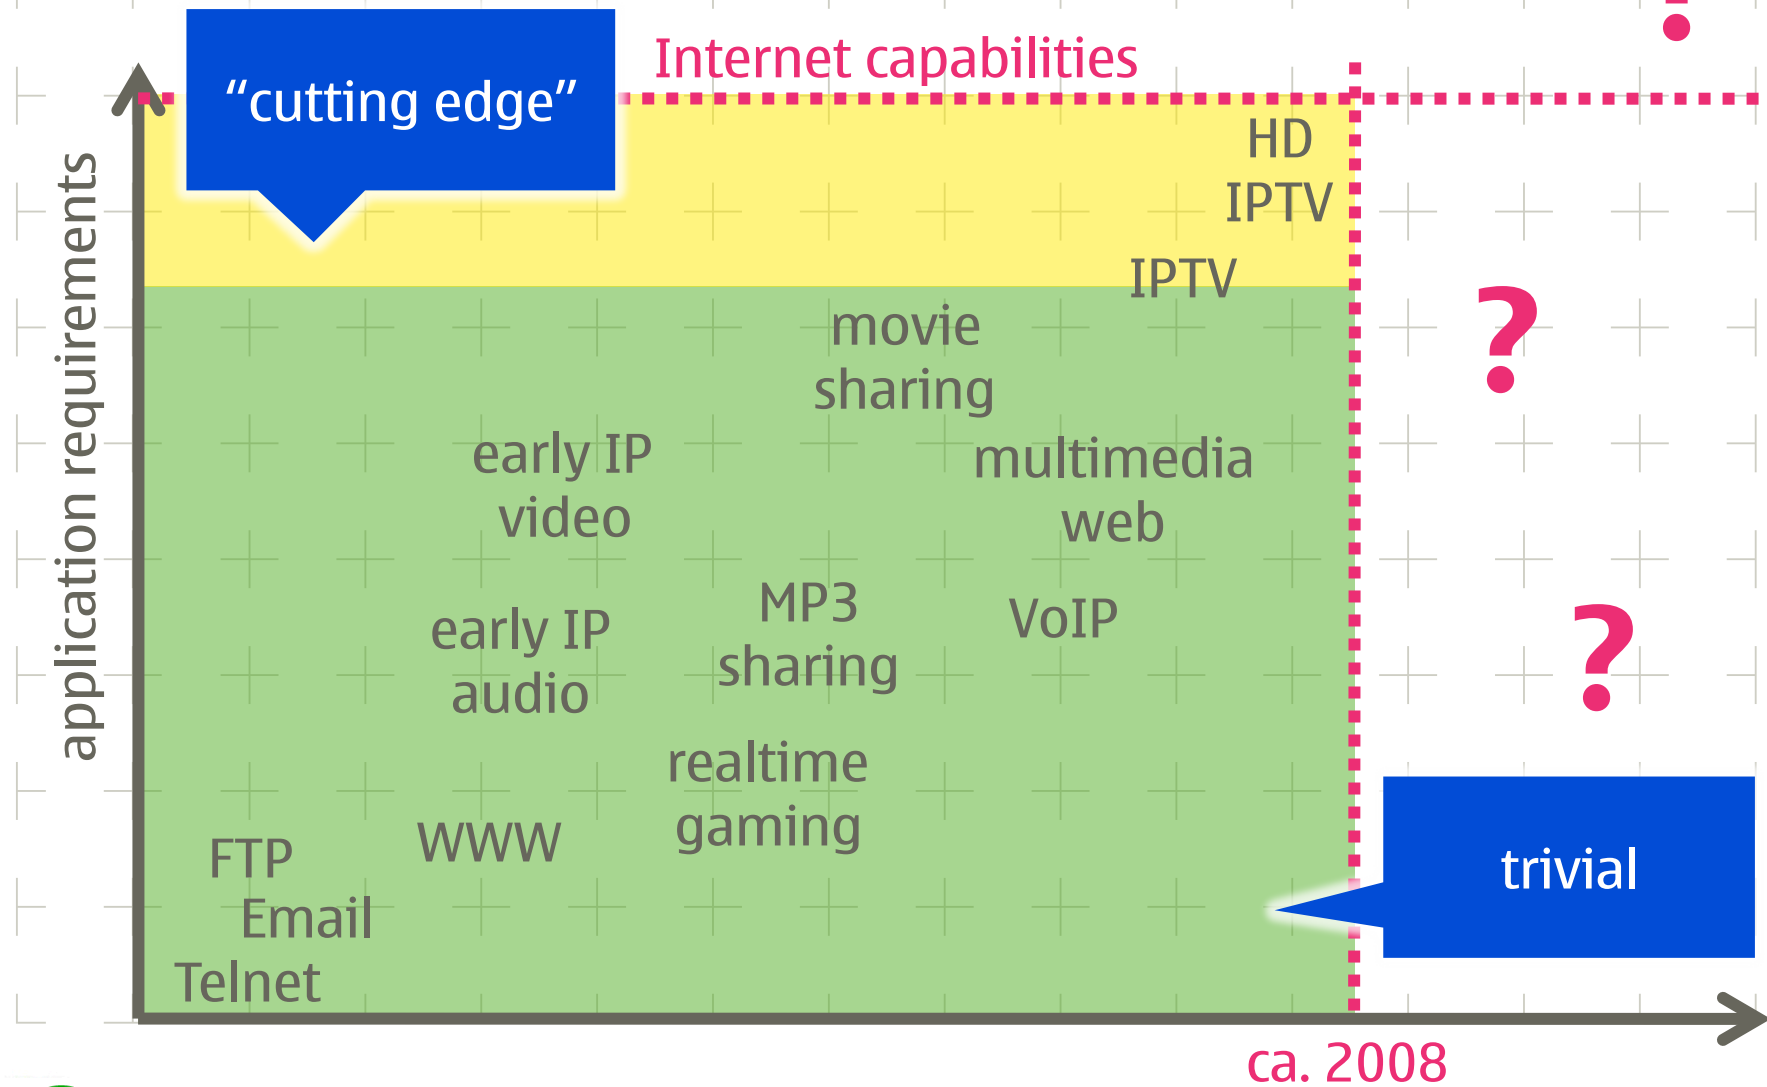 ?
Internet capabilities
“cutting edge”
application requirements
HD
IPTV
IPTV
movie
sharing
?
early IP
video
multimedia
web
MP3
sharing
VoIP
early IP
audio
?
realtime
gaming
WWW
FTP
Email
Telnet
trivial
ca. 2008